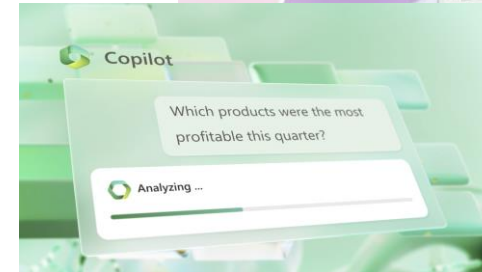 Copilot
Which products were the most
profitable this quarter?
Analyzing ...